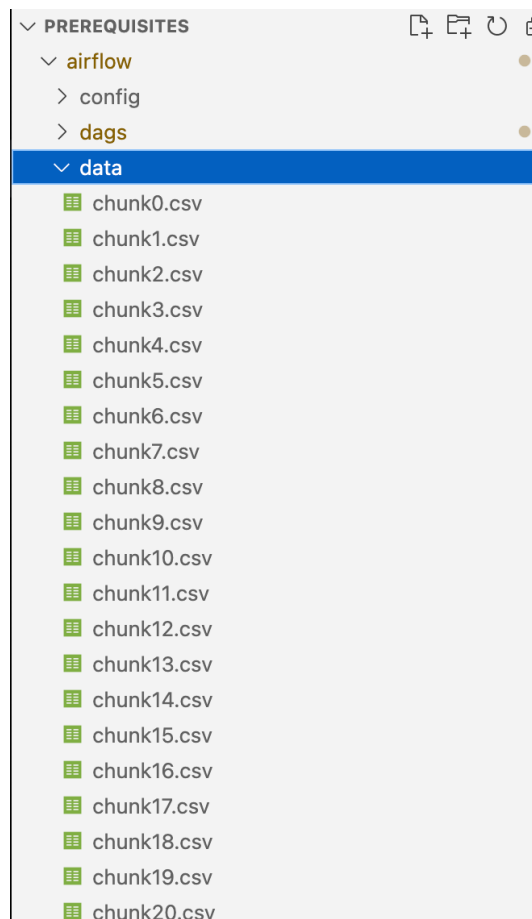 PREREQUISITES
airflow
config
dags
data
chunk0.csv
chunk1.csv
chunk2.csv
chunk3.csv
chunk4.csv
chunk5.csv
chunk6.csv
chunk7.csv
chunk8.csv
chunk9.csv
chunk10.csv
chunk11.csv
chunk12.csv
chunk13.csv
chunk14.csv
chunk15.csv
chunk16.csv
chunk17.csv
chunk18.csv
chunk19.csv
chunk20.csv